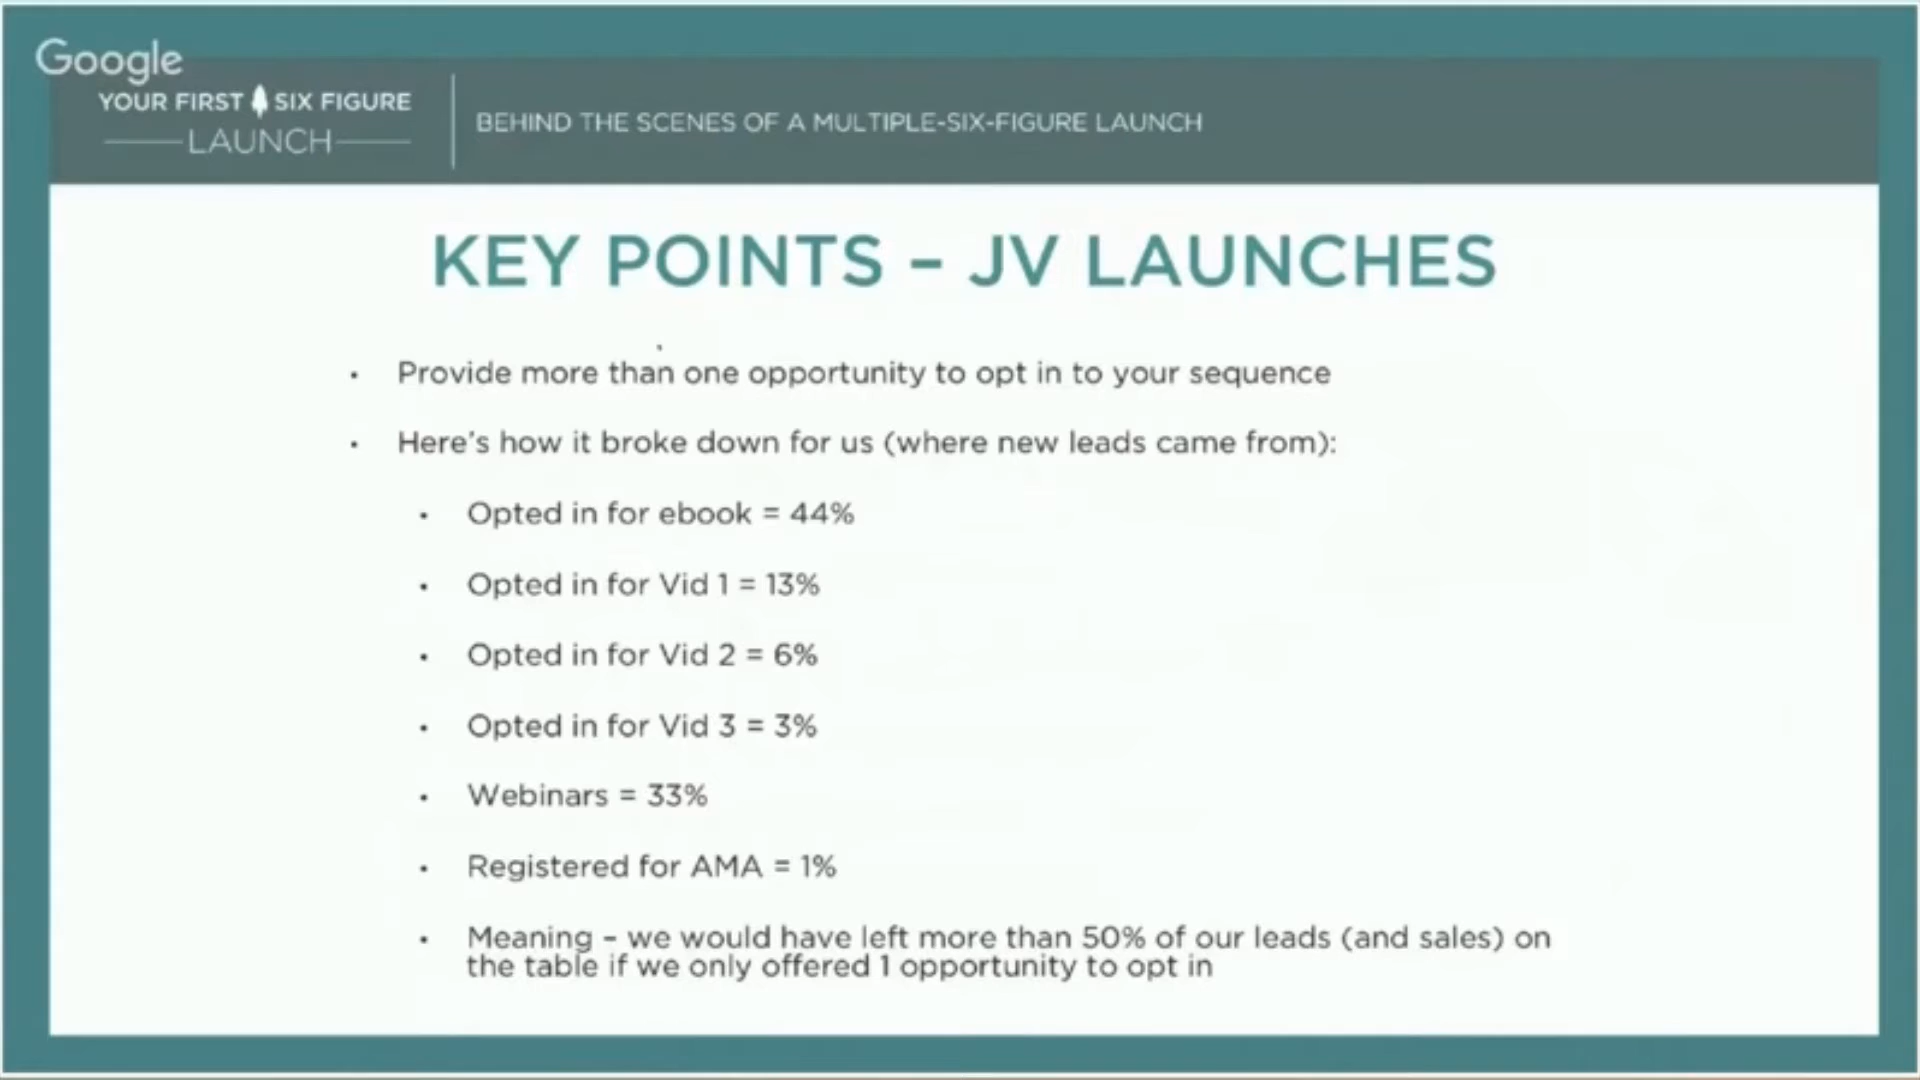 Google
YOUR FIRST SIX FIGURE
LAUNCH
BEHIND THE SCENES OF A MULTIPLE-SIX-FIGURE LAUNCH
KEY POINTS – JV LAUNCHES
• Provide more than one opportunity to opt in to your sequence
• Here's how it broke down for us (where new leads came from):
• Opted in for ebook = 44%
• Opted in for Vid 1 = 13%
• Opted in for Vid 2 = 6%
• Opted in for Vid 3 = 3%
• Webinars = 33%
• Registered for AMA = 1%
• Meaning – we would have left more than 50% of our leads (and sales) on
the table if we only offered 1 opportunity to opt in